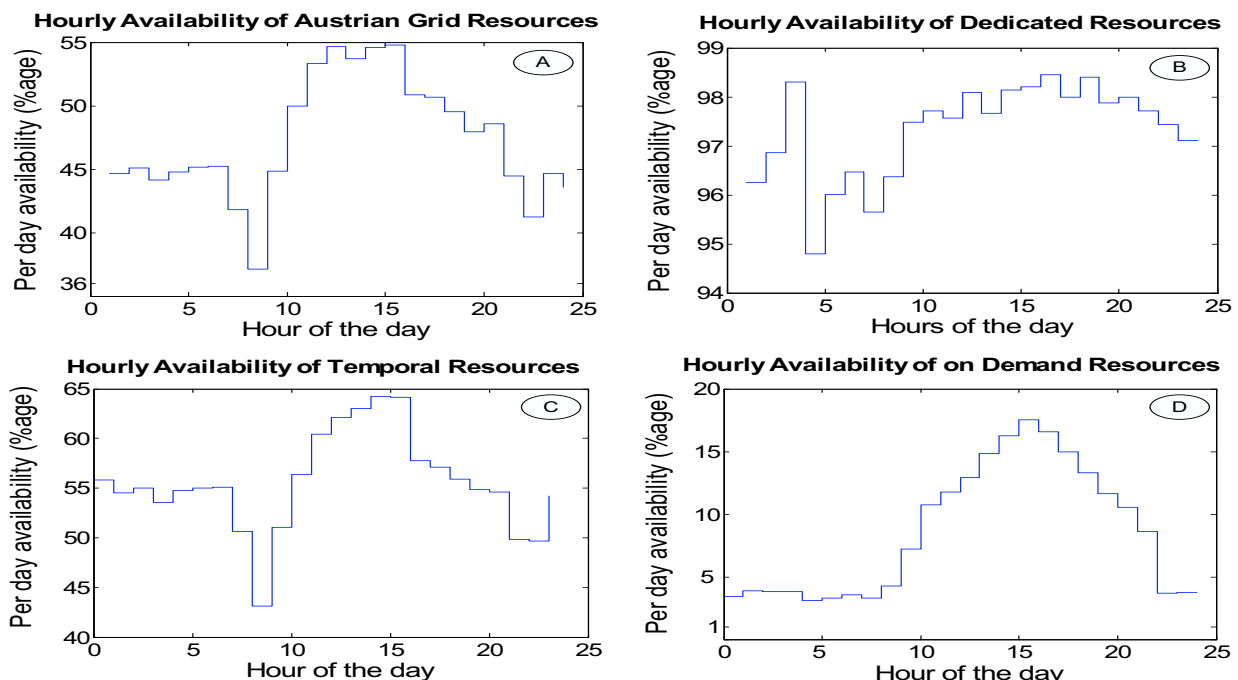 Hourly Availability of Austrian Grid Resources
A
Per day availability (%age)
55
50
45
40
36
0 5 10 15 20 25
Hour of the day
Hourly Availability of Dedicated Resources
B
Per day availability (%age)
99
98
97
96
95
94
0 5 10 15 20 25
Hours of the day
Hourly Availability of Temporal Resources
C
Per day availability (%age)
65
60
55
50
45
40
0 5 10 15 20 25
Hour of the day
Hourly Availability of on Demand Resources
D
Per day availability (%age)
20
15
10
5
1
0 5 10 15 20 25
Hour of the day